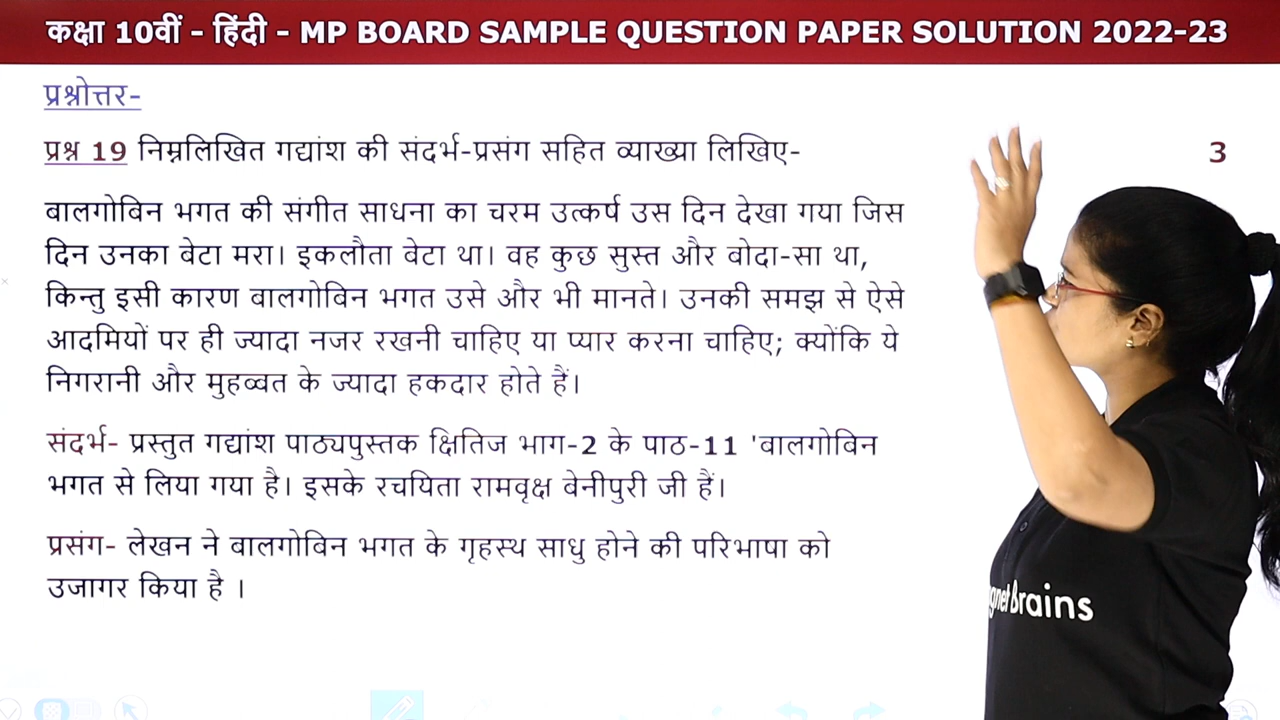 कक्षा 10वीं - हिंदी - MP BOARD SAMPLE QUESTION PAPER SOLUTION 2022-23
प्रश्नोत्तर-
प्रश्न 19 निम्नलिखित गद्यांश की संदर्भ-प्रसंग सहित व्याख्या लिखिए- 3
बालगोबिन भगत की संगीत साधना का चरम उत्कर्ष उस दिन देखा गया जिस
दिन उनका बेटा मरा। इकलौता बेटा था। वह कुछ सुस्त और बोदा-सा था,
किन्तु इसी कारण बालगोबिन भगत उसे और भी मानते। उनकी समझ से ऐसे
आदमियों पर ही ज्यादा नजर रखनी चाहिए या प्यार करना चाहिए; क्योंकि ये
निगरानी और मुहब्बत के ज्यादा हकदार होते हैं।
संदर्भ- प्रस्तुत गद्यांश पाठ्यपुस्तक क्षितिज भाग-2 के पाठ-11 'बालगोबिन
भगत से लिया गया है। इसके रचयिता रामवृक्ष बेनीपुरी जी हैं।
प्रसंग- लेखन ने बालगोबिन भगत के गृहस्थ साधु होने की परिभाषा को
उजागर किया है ।
gnet Brains